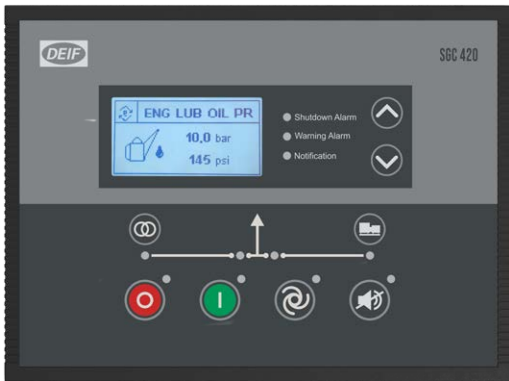 DEIF
SGC 420
ENG LUB OIL PR
10,0 bar
145 psi
Shutdown Alarm
Warning Alarm
Notification